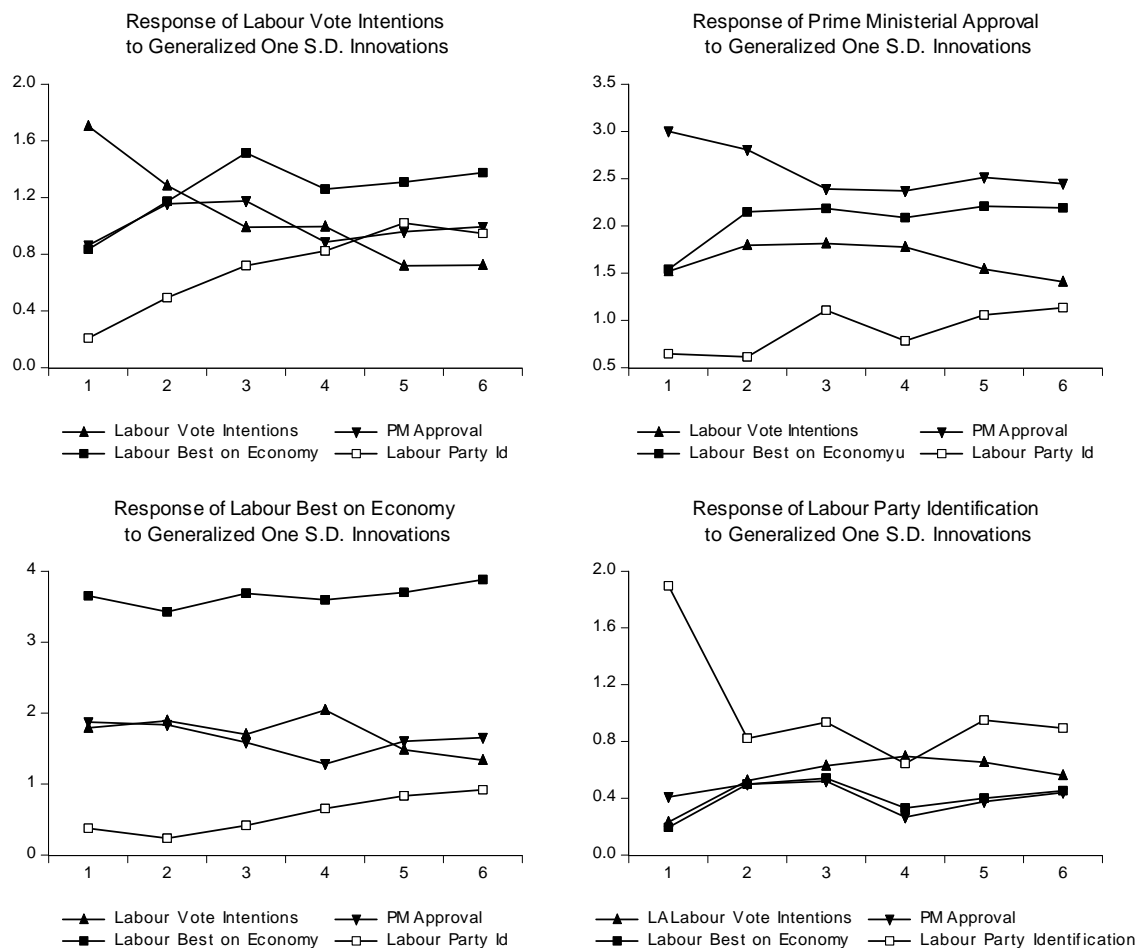 Response of Labour Vote Intentions
to Generalized One S.D. Innovations
2.0
1.6
1.2
0.8
0.4
0.0
1 2 3 4 5 6
Labour Vote Intentions PM Approval
Labour Best on Economy Labour Party Id
Response of Prime Ministerial Approval
to Generalized One S.D. Innovations
3.5
3.0
2.5
2.0
1.5
1.0
0.5
1 2 3 4 5 6
Labour Vote Intentions PM Approval
Labour Best on Economyu Labour Party Id
Response of Labour Best on Economy
to Generalized One S.D. Innovations
4
3
2
1
0
1 2 3 4 5 6
Labour Vote Intentions PM Approval
Labour Best on Economy Labour Party Id
Response of Labour Party Identification
to Generalized One S.D. Innovations
2.0
1.6
1.2
0.8
0.4
0.0
1 2 3 4 5 6
LALabour Vote Intentions PM Approval
Labour Best on Economy Labour Party Identification